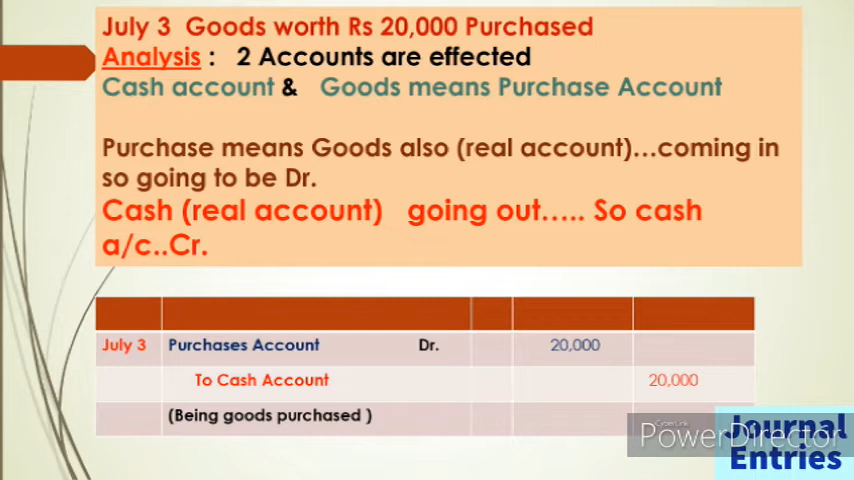 July 3 Goods worth Rs 20,000 Purchased
Analysis : 2 Accounts are effected
Cash account & Goods means Purchase Account
Purchase means Goods also (real account)...coming in
so going to be Dr.
Cash (real account) going out..... So cash
a/c..Cr.
July 3 Purchases Account Dr. 20,000
To Cash Account 20,000
(Being goods purchased )
CyberLink
PowerDirector
Journal
Entries